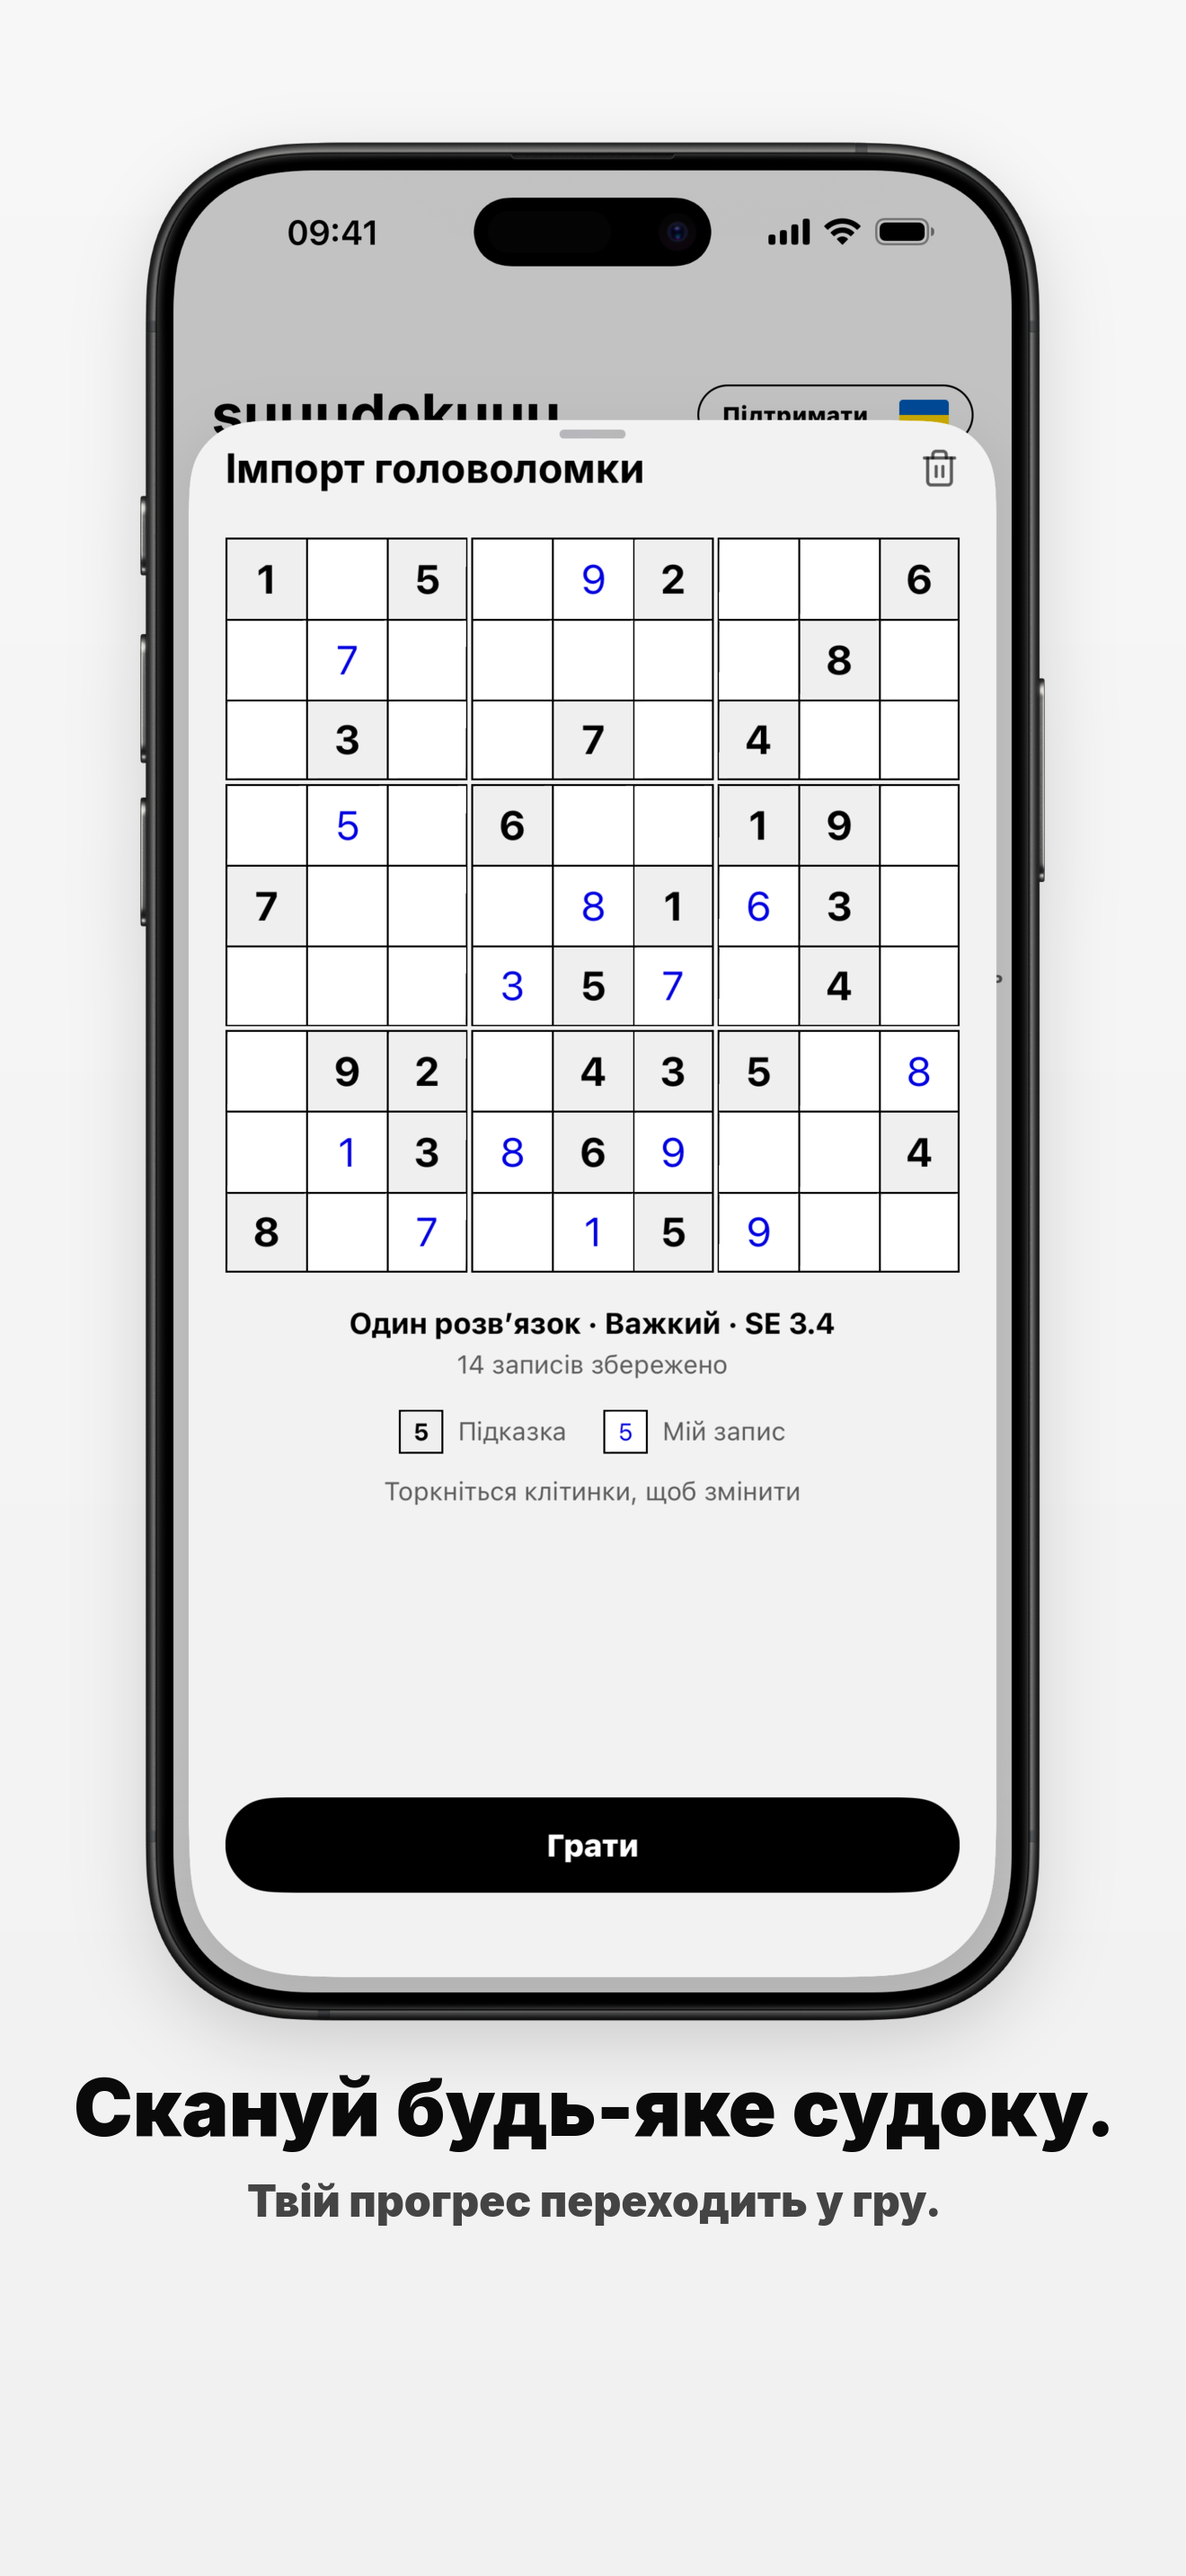 09:41
suuudokuuu
Підтримати
Імпорт головоломки
1 5 9 2 6
7 8
3 7 4
5 6 1 9
7 8 1 6 3
3 5 7 4
9 2 4 3 5 8
1 3 8 6 9 4
8 7 1 5 9
Один розв’язок · Важкий · SE 3.4
14 записів збережено
5 Підказка 5 Мій запис
Торкніться клітинки, щоб змінити
Грати
Скануй будь-яке судоку.
Твій прогрес переходить у гру.